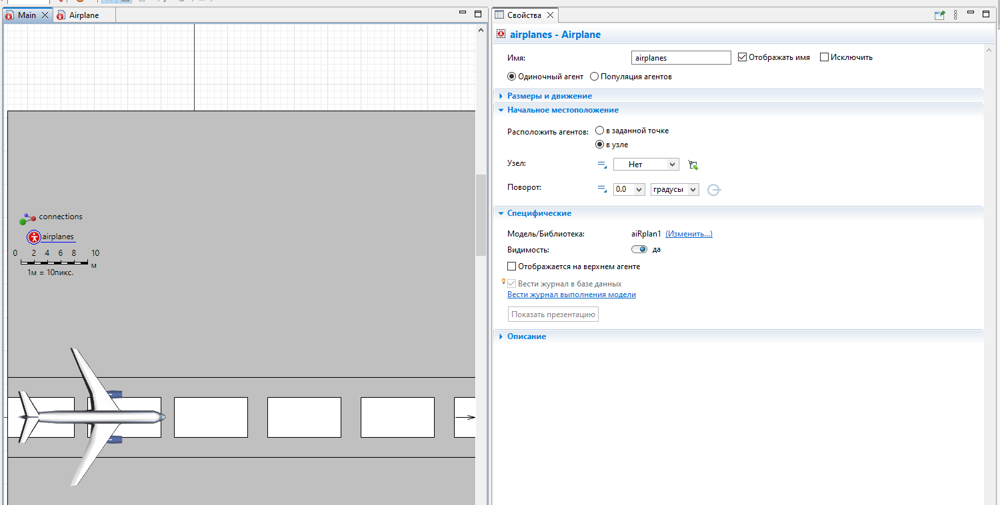 Main
Airplane
connections
airplanes
0 2 4 6 8 10
м
1м = 10пикс.
Свойства
airplanes - Airplane
Имя: airplanes Отображать имя Исключить
Одиночный агент Популяция агентов
Размеры и движение
Начальное местоположение
Расположить агентов: в заданной точке
в узле
Узел: Нет
Поворот: 0.0 градусы
Специфические
Модель/Библиотека: aiRplan1 (Изменить...)
Видимость: да
Отображается на верхнем агенте
Вести журнал в базе данных
Вести журнал выполнения модели
Показать презентацию
Описание